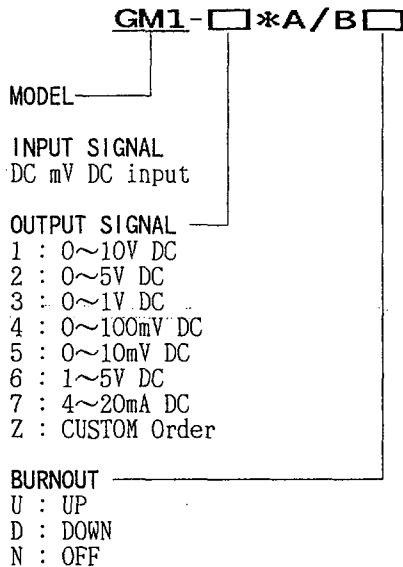 GM1-□*A/B□
MODEL
INPUT SIGNAL
DC mV DC input
OUTPUT SIGNAL
1 : 0～10V DC
2 : 0～5V DC
3 : 0～1V DC
4 : 0～100mV DC
5 : 0～10mV DC
6 : 1～5V DC
7 : 4～20mA DC
Z : CUSTOM Order
BURNOUT
U : UP
D : DOWN
N : OFF